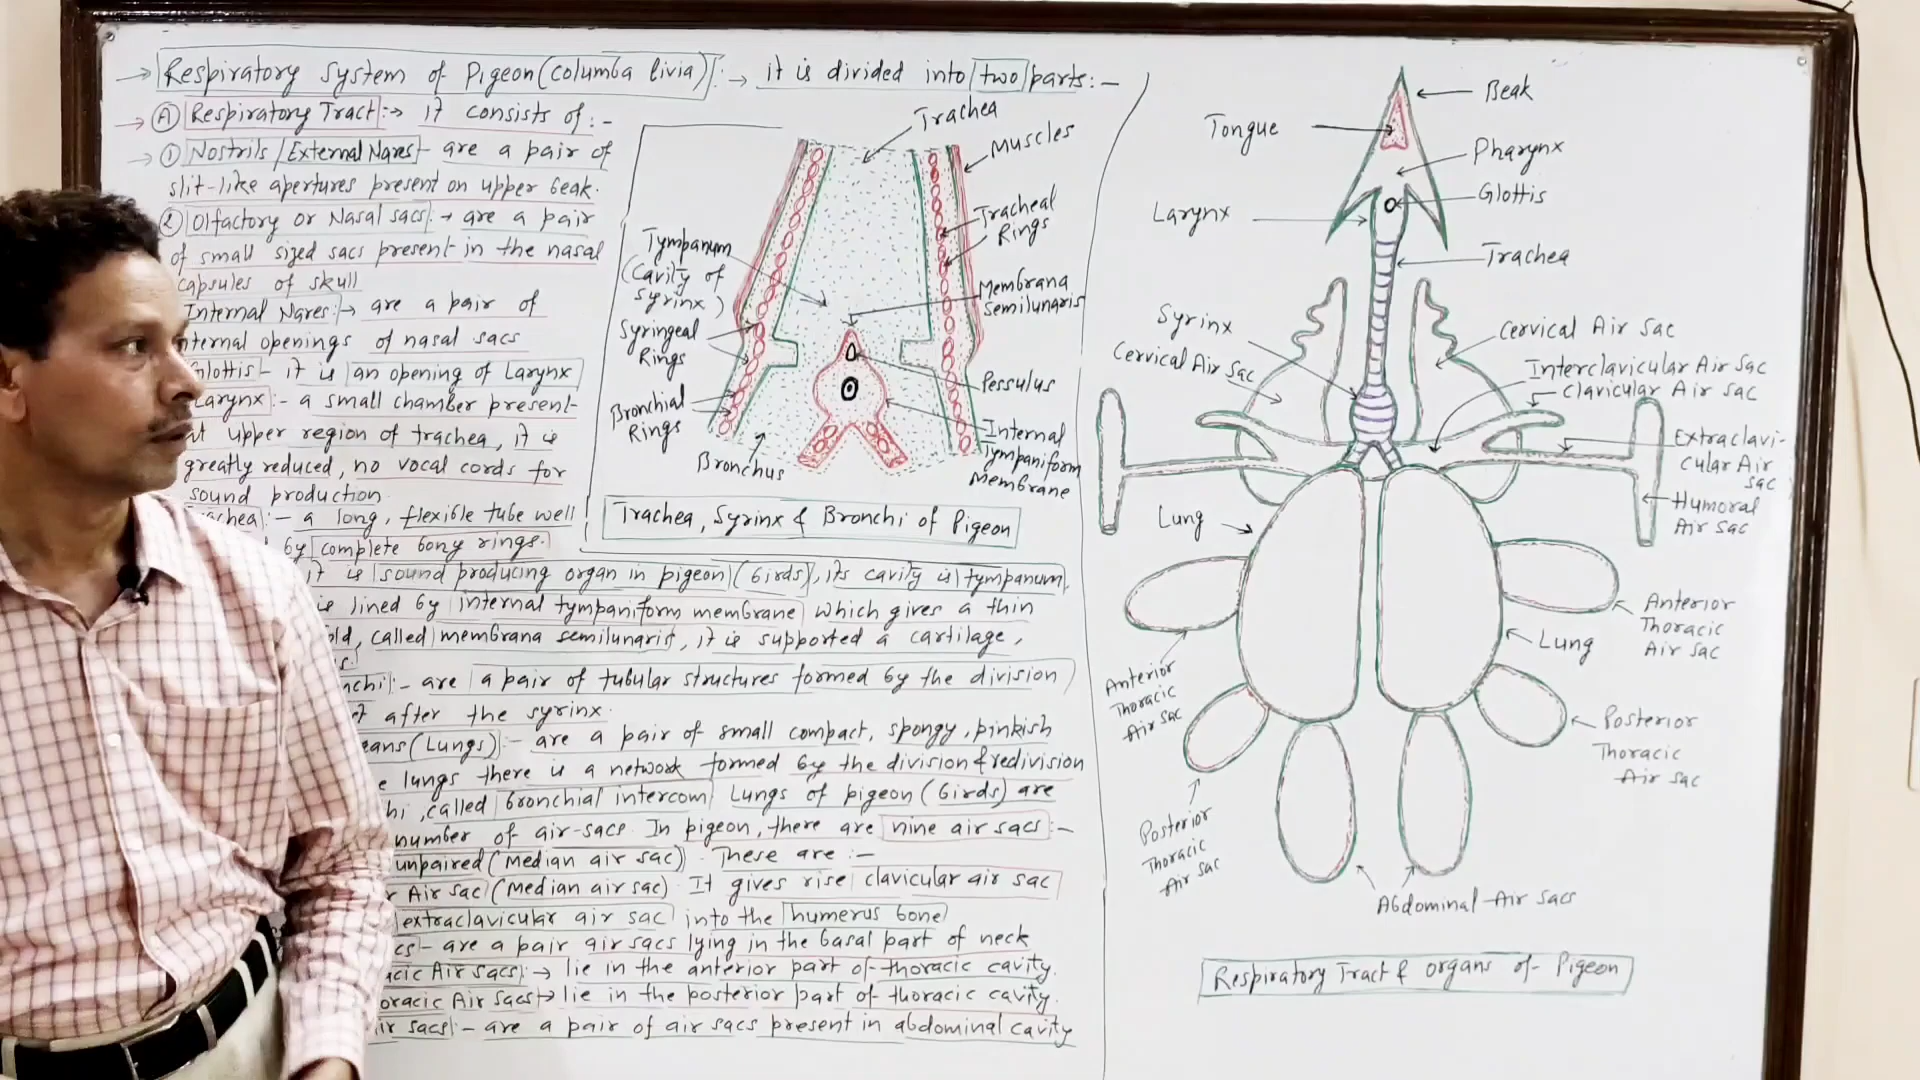 → Respiratory System of Pigeon (Columba livia) :→ it is divided into two parts:-
→ Ⓐ Respiratory Tract :→ it consists of :-
→ ① Nostrils/External Nares - are a pair of
slit-like apertures present on upper beak.
② Olfactory or Nasal sacs :→ are a pair
of small sized sacs present in the nasal
capsules of skull
Internal Nares :→ are a pair of
internal openings of nasal sacs
Glottis - it is an opening of Larynx
Larynx :- a small chamber present
at upper region of trachea, it is
greatly reduced, no vocal cords for
sound production
:- a long, flexible tube well
by complete bony rings.
it is sound producing organ in pigeon (birds), its cavity is tympanum
is lined by internal tympaniform membrane which gives a thin
called membrana semilunaris, it is supported a cartilage,
:- are a pair of tubular structures formed by the division
after the syrinx.
(Lungs) :- are a pair of small compact, spongy, pinkish
lungs there is a network formed by the division & redivision
, called bronchial intercom Lungs of pigeon (birds) are
number of air-sacs. In pigeon, there are nine air sacs :-
unpaired (median air sac). These are :-
Air sac (median air sac). It gives rise clavicular air sac
extraclavicular air sac into the humerus bone
- are a pair air sacs lying in the basal part of neck
Air sacs :→ lie in the anterior part of thoracic cavity.
Air sacs → lie in the posterior part of thoracic cavity.
sacs :- are a pair of air sacs present in abdominal cavity
Trachea
Muscles
Tracheal
Rings
Tympanum
(Cavity of
Syrinx)
Membrana
Semilunaris
Syringeal
Rings
Pessulus
Bronchial
Rings
Internal
Tympaniform
Membrane
Bronchus
Trachea, Syrinx & Bronchi of Pigeon
Beak
Tongue
Pharynx
Glottis
Larynx
Trachea
Syrinx
Cervical Air Sac
Cervical Air Sac
Interclavicular Air Sac
Clavicular Air Sac
Extraclavi-
cular Air
sac
Humoral
Air Sac
Lung
Anterior
Thoracic
Air Sac
Lung
Anterior
Thoracic
Air Sac
Posterior
Thoracic
Air Sac
Posterior
Thoracic
Air Sac
Abdominal Air Sacs
Respiratory Tract & organs of Pigeon